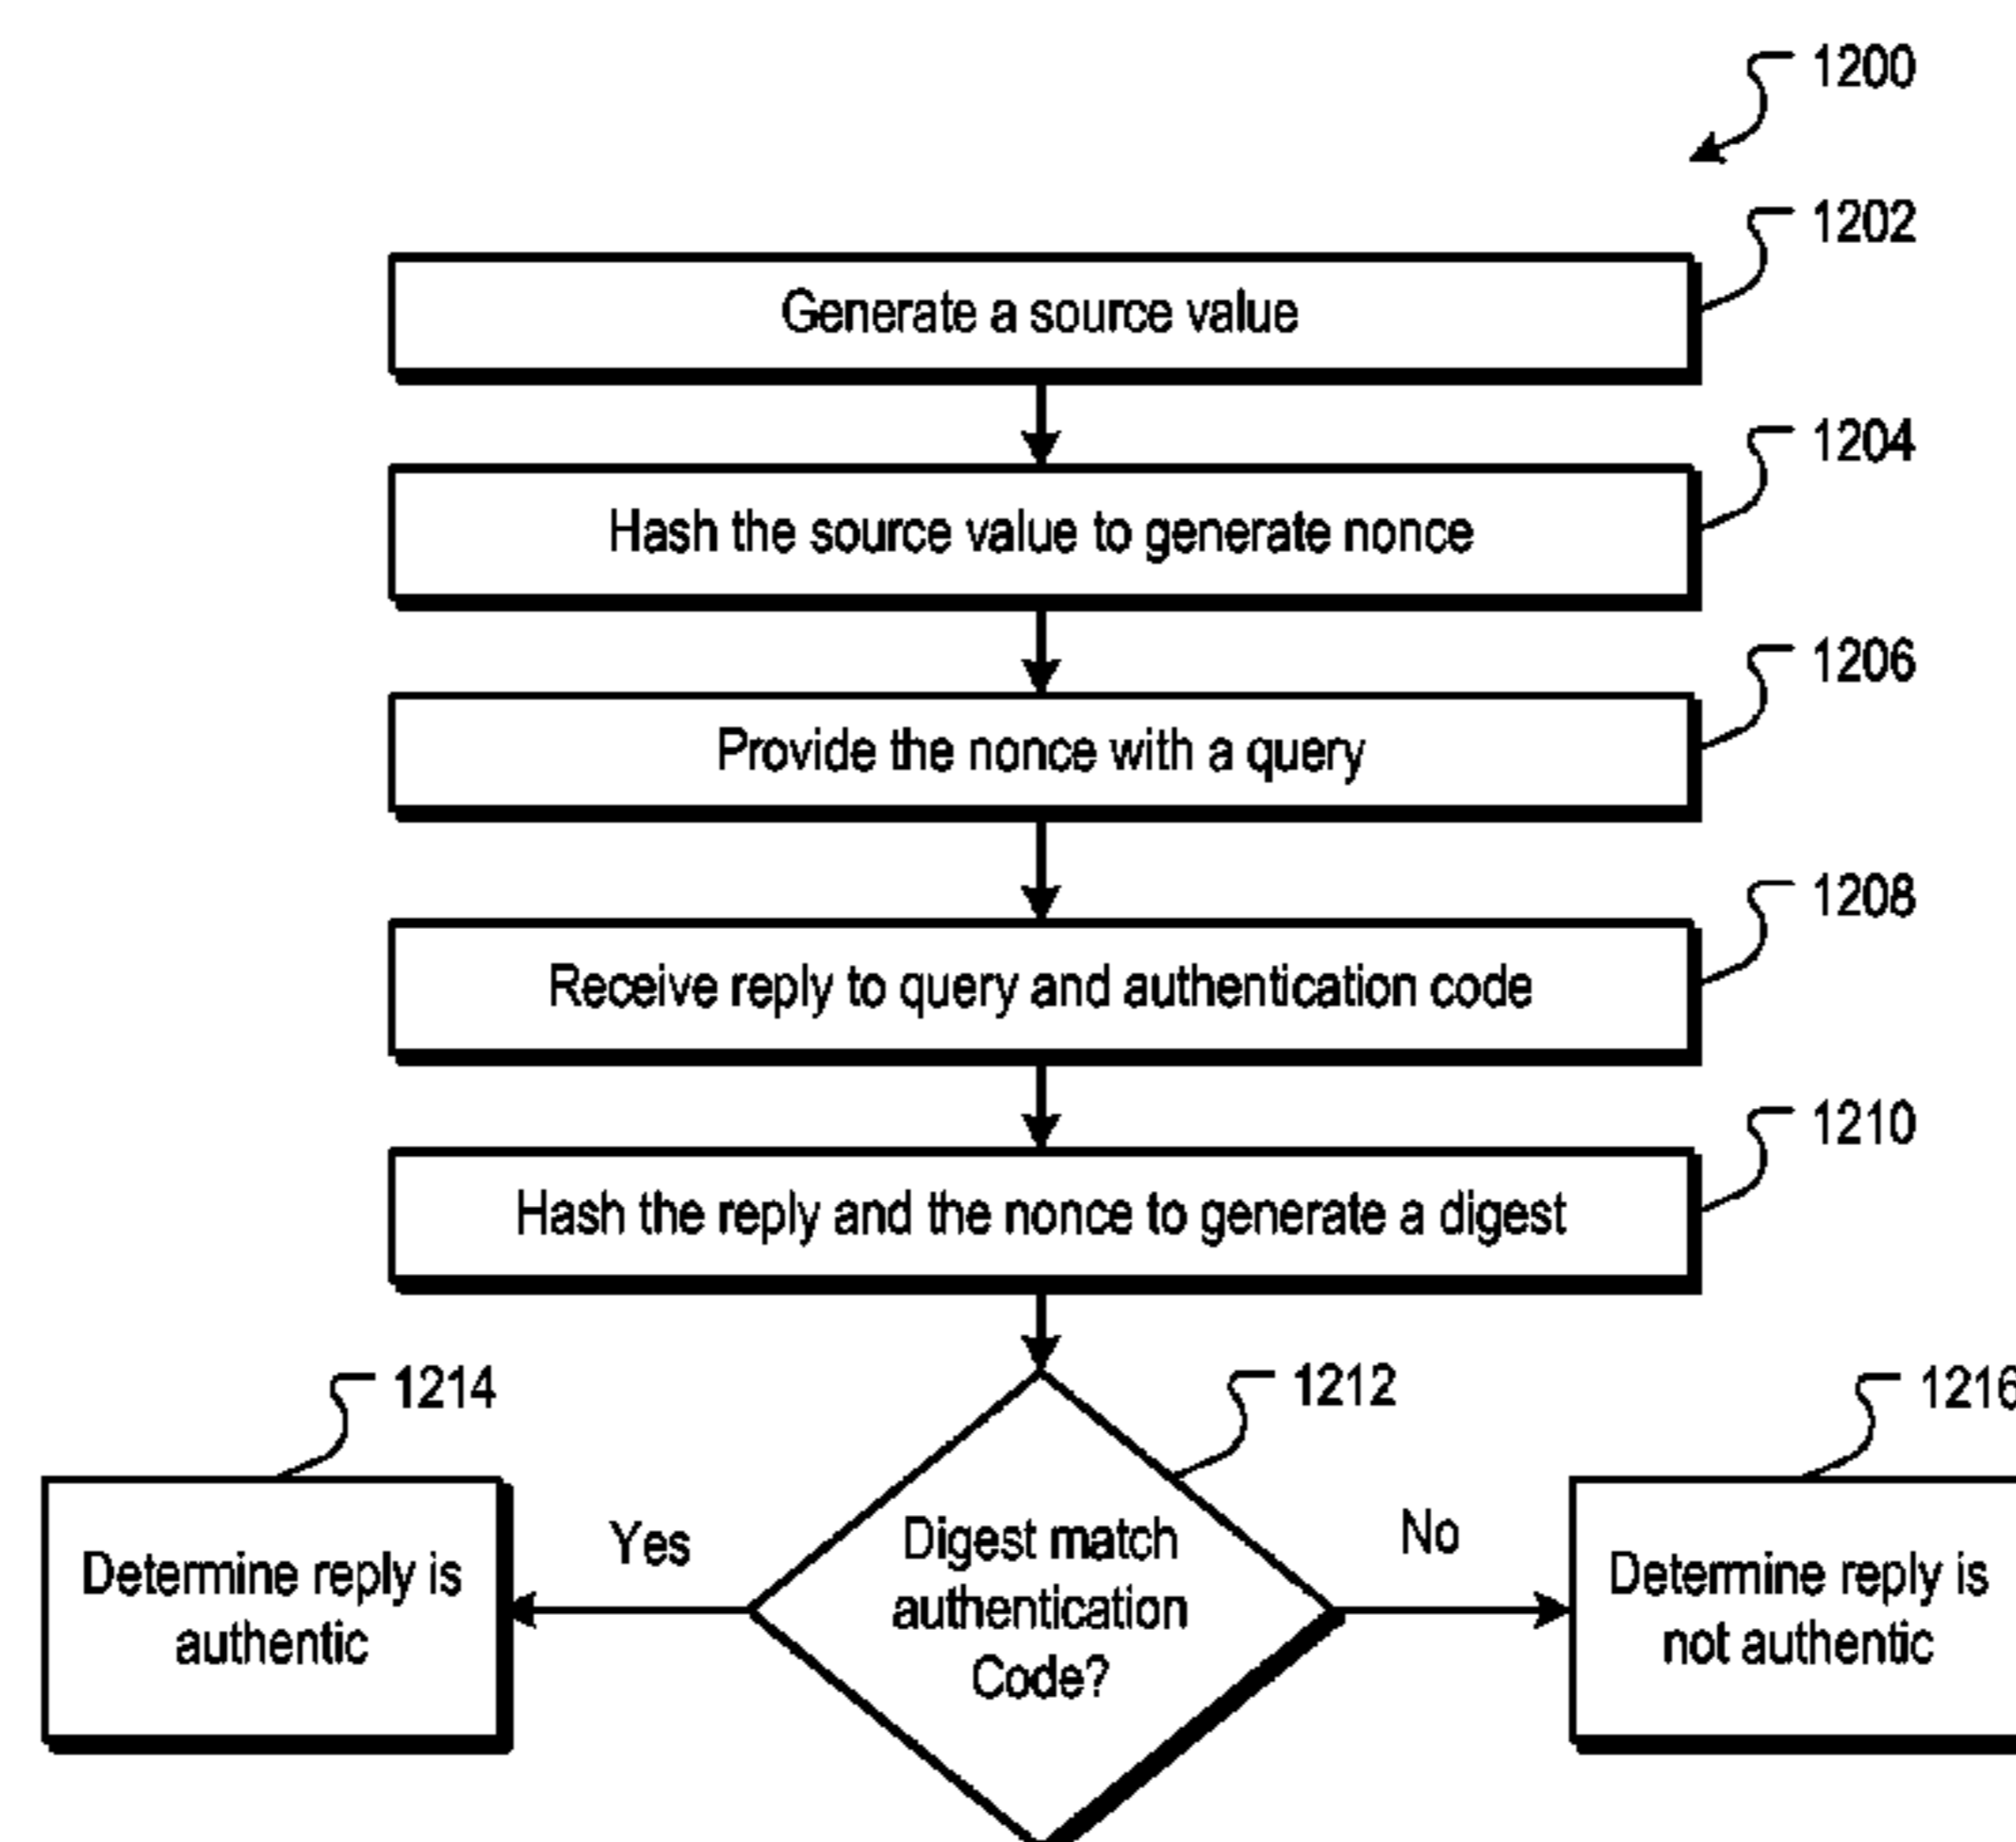 1200
1202
Generate a source value
1204
Hash the source value to generate nonce
1206
Provide the nonce with a query
1208
Receive reply to query and authentication code
1210
Hash the reply and the nonce to generate a digest
1214
1212
1216
Yes
No
Determine reply is
authentic
Digest match
authentication
Code?
Determine reply is
not authentic